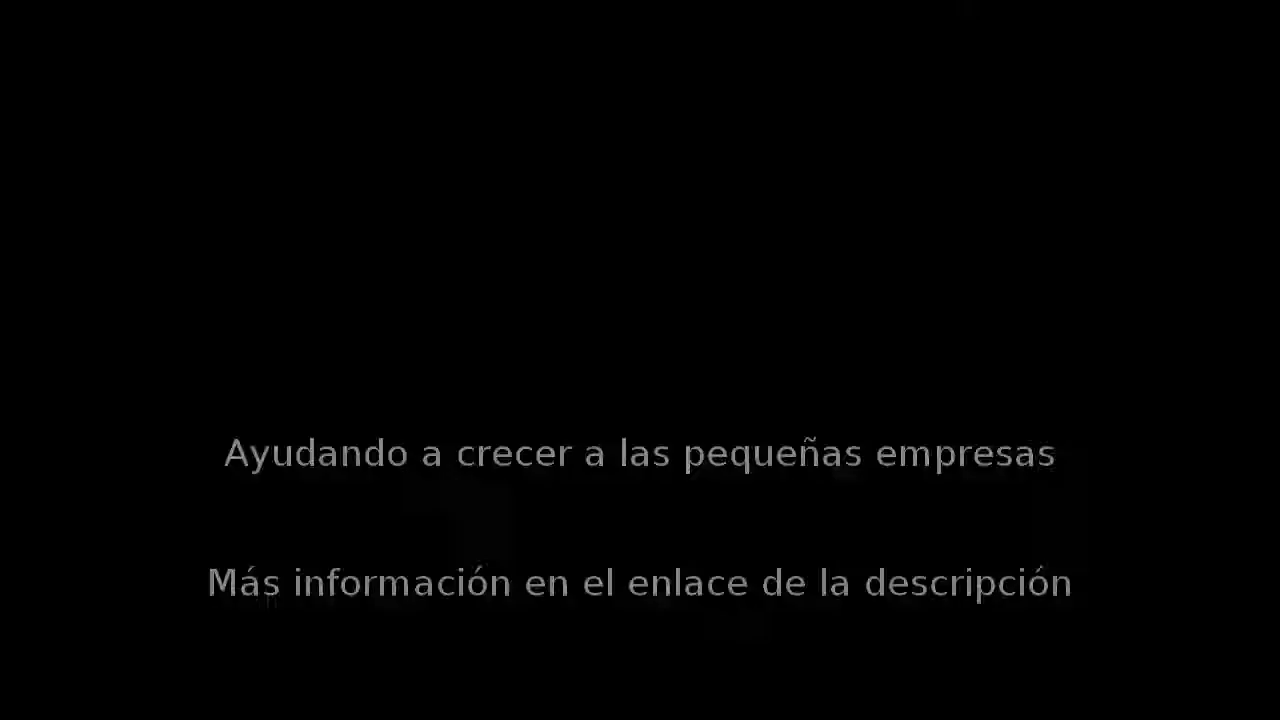 Ayudando a crecer a las pequeñas empresas
Más información en el enlace de la descripción